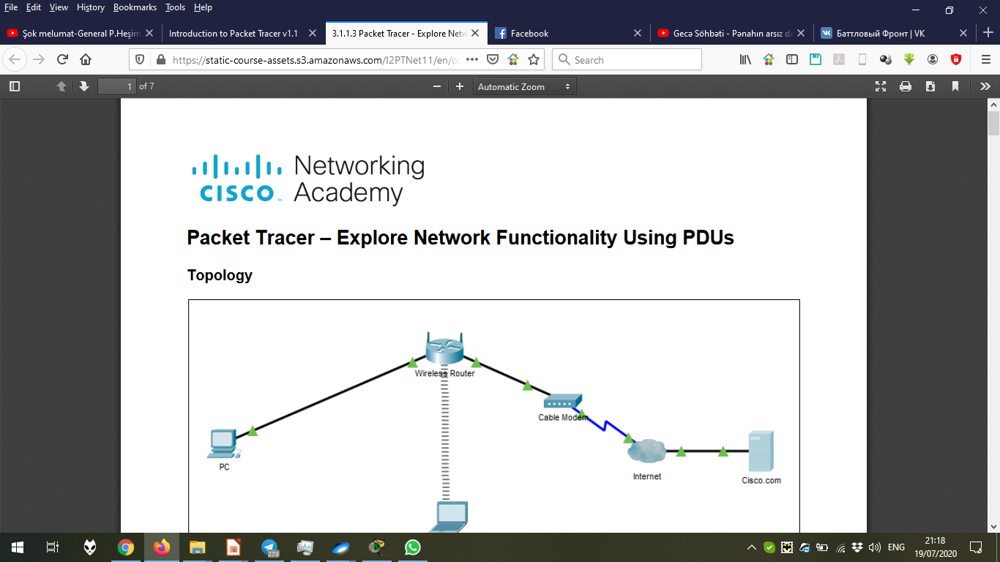 File Edit View History Bookmarks Tools Help
Şok melumat-General P.Heşim
Introduction to Packet Tracer v1.1
3.1.1.3 Packet Tracer - Explore Netw
Facebook
Gecə Söhbəti - Pənahın arsız d
Баттловый Фронт | VK
https://static-course-assets.s3.amazonaws.com/I2PTNet11/en/co
Search
1 of 7
Automatic Zoom
CISCO
Networking
Academy
Packet Tracer – Explore Network Functionality Using PDUs
Topology
Wireless Router
Cable Modem
PC
Internet
Cisco.com
279
ENG
21:18
19/07/2020